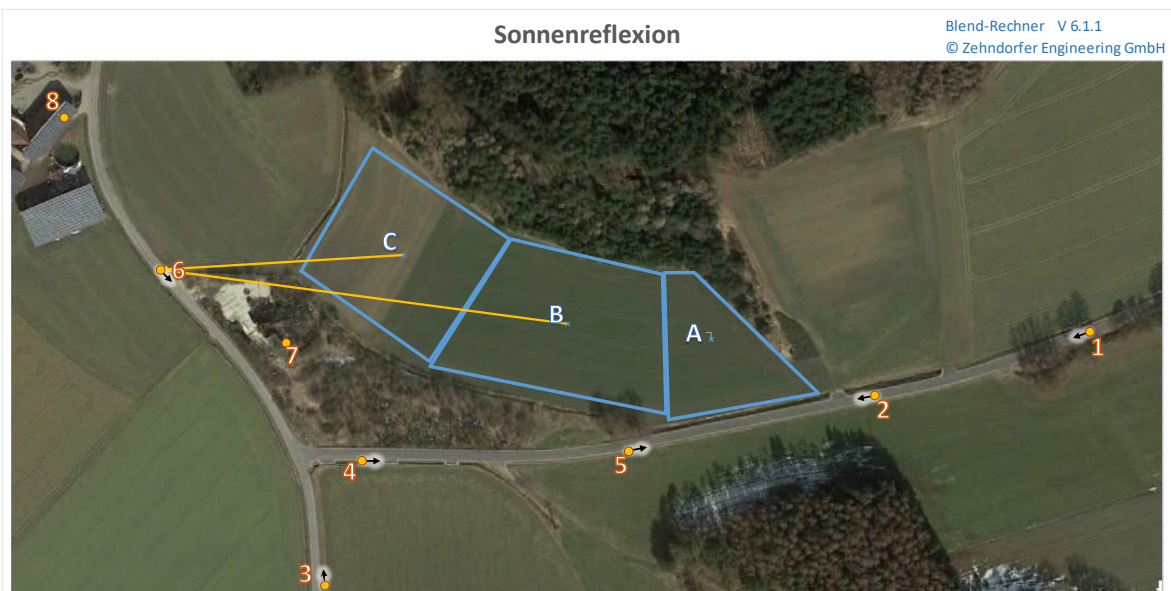 Sonnenreflexion
Blend-Rechner V 6.1.1
© Zehndorfer Engineering GmbH
8
C
6
B
A
7
1
2
4
5
3